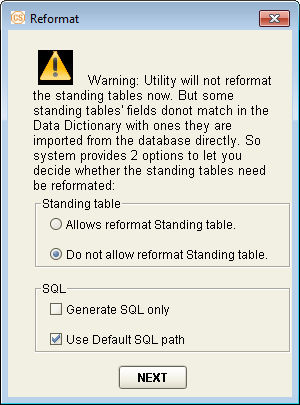 Reformat
Warning: Utility will not reformat
the standing tables now. But some
standing tables' fields donot match in the
Data Dictionary with ones they are
imported from the database directly. So
system provides 2 options to let you
decide whether the standing tables need
be reformated:
Standing table
Allows reformat Standing table.
Do not allow reformat Standing table.
SQL
Generate SQL only
Use Default SQL path
NEXT